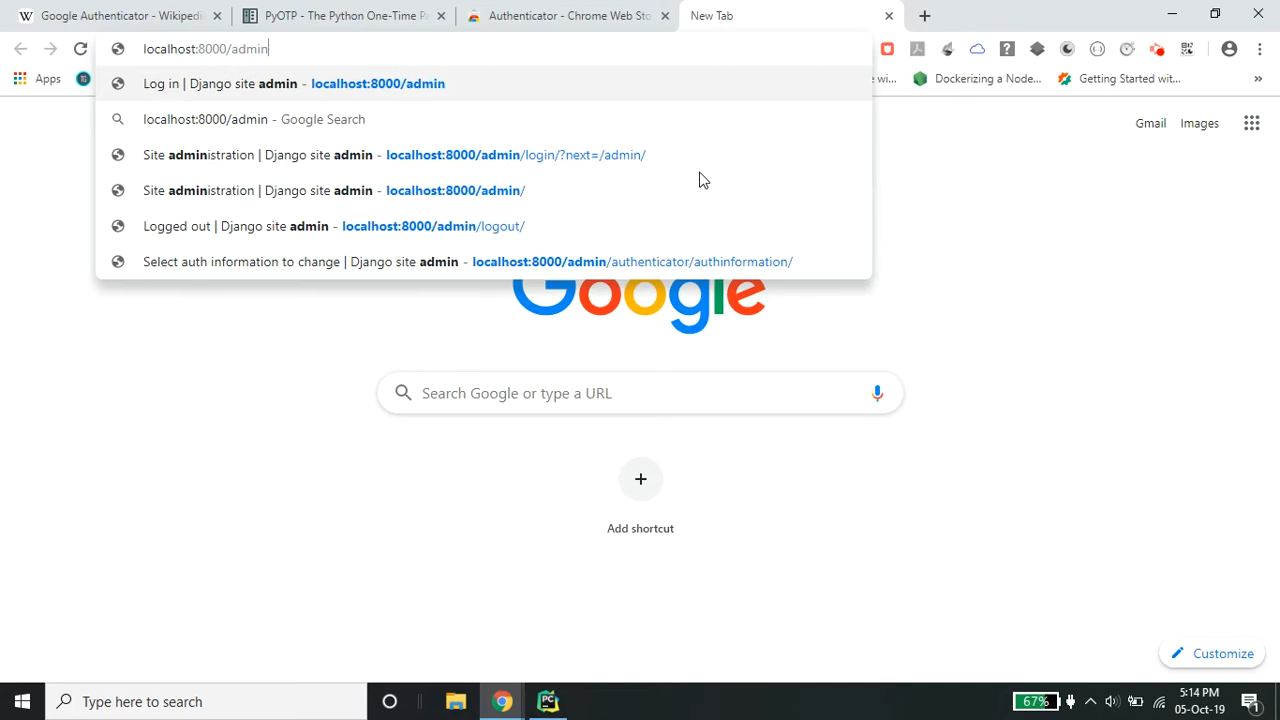 Google Authenticator - Wikipedi
PyOTP - The Python One-Time Pa
Authenticator - Chrome Web Sto
New Tab
localhost:8000/admin
Apps
e wi...
Dockerizing a Node...
Getting Started wit...
»
Log in | Django site admin - localhost:8000/admin
localhost:8000/admin - Google Search
Site administration | Django site admin - localhost:8000/admin/login/?next=/admin/
Site administration | Django site admin - localhost:8000/admin/
Logged out | Django site admin - localhost:8000/admin/logout/
Select auth information to change | Django site admin - localhost:8000/admin/authenticator/authinformation/
Gmail
Images
Google
Search Google or type a URL
Add shortcut
Customize
Type here to search
PC
67%
5:14 PM
05-Oct-19
1